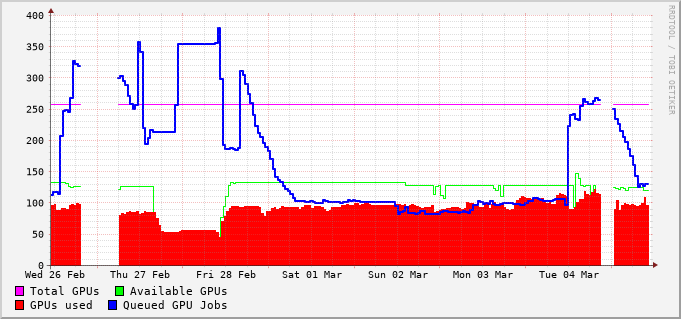 400
350
300
250
200
150
100
50
0
Wed 26 Feb Thu 27 Feb Fri 28 Feb Sat 01 Mar Sun 02 Mar Mon 03 Mar Tue 04 Mar
Total GPUs Available GPUs
GPUs used Queued GPU Jobs
RRDTOOL / TOBI OETIKER